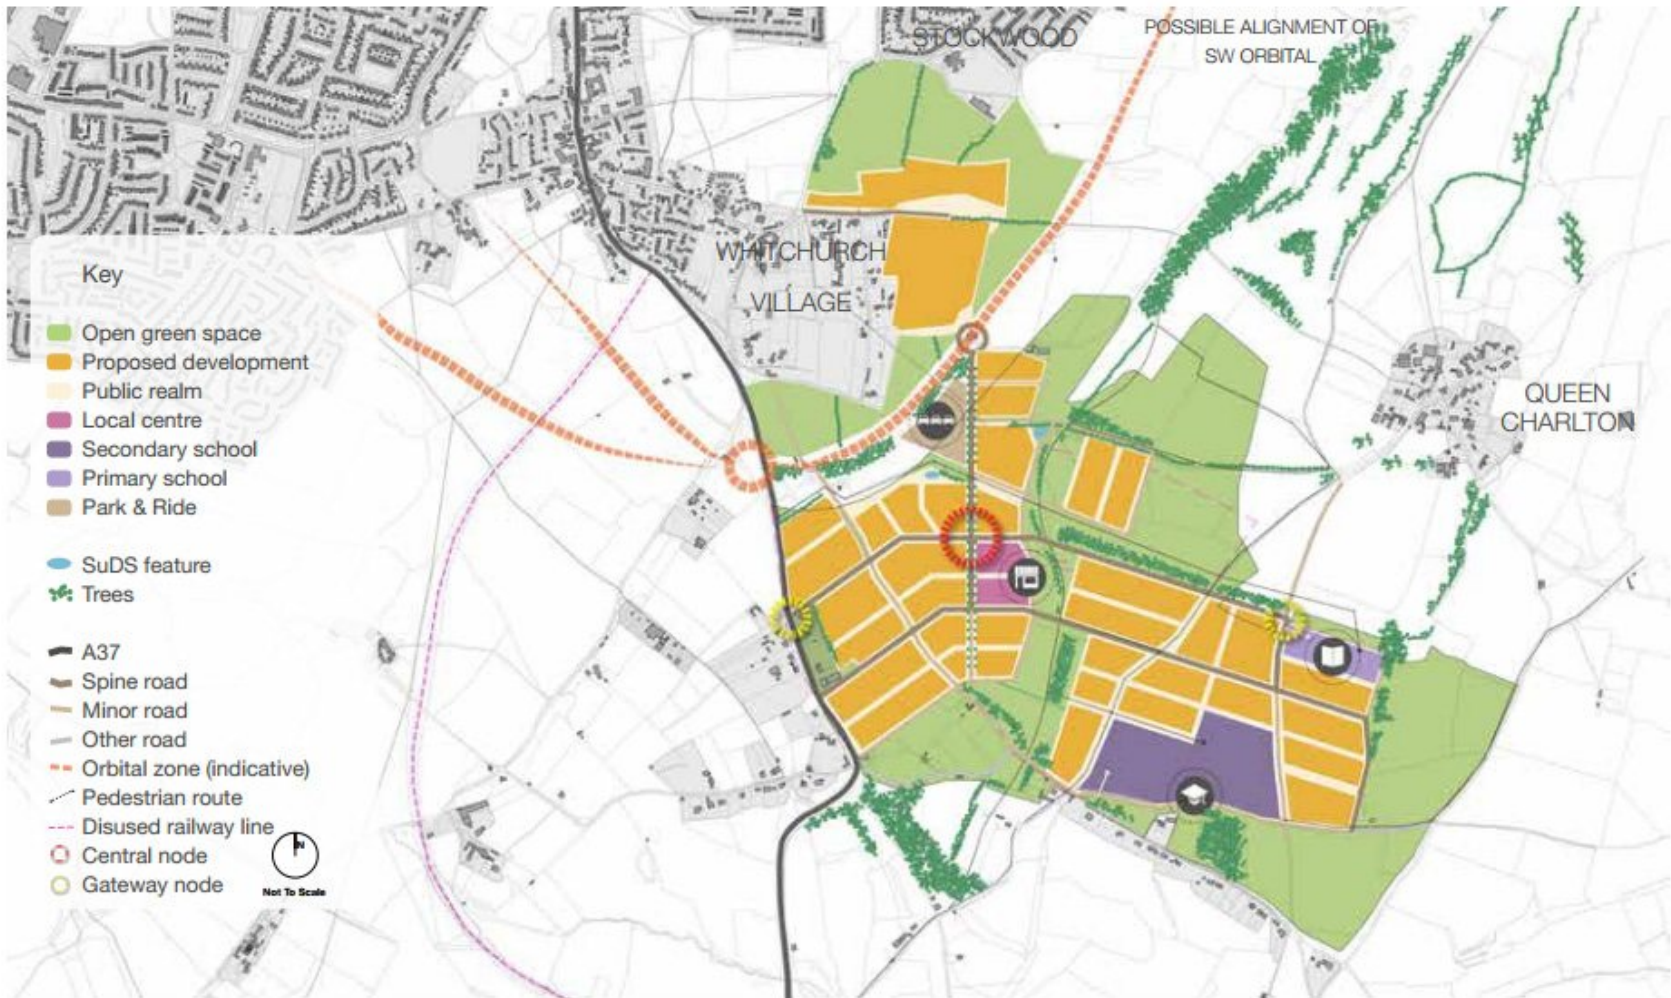 STOCKWOOD
POSSIBLE ALIGNMENT OF
SW ORBITAL
WHITCHURCH
VILLAGE
QUEEN
CHARLTON
Key
Open green space
Proposed development
Public realm
Local centre
Secondary school
Primary school
Park & Ride
SuDS feature
Trees
A37
Spine road
Minor road
Other road
Orbital zone (indicative)
Pedestrian route
Disused railway line
Central node
Gateway node
N
Not To Scale